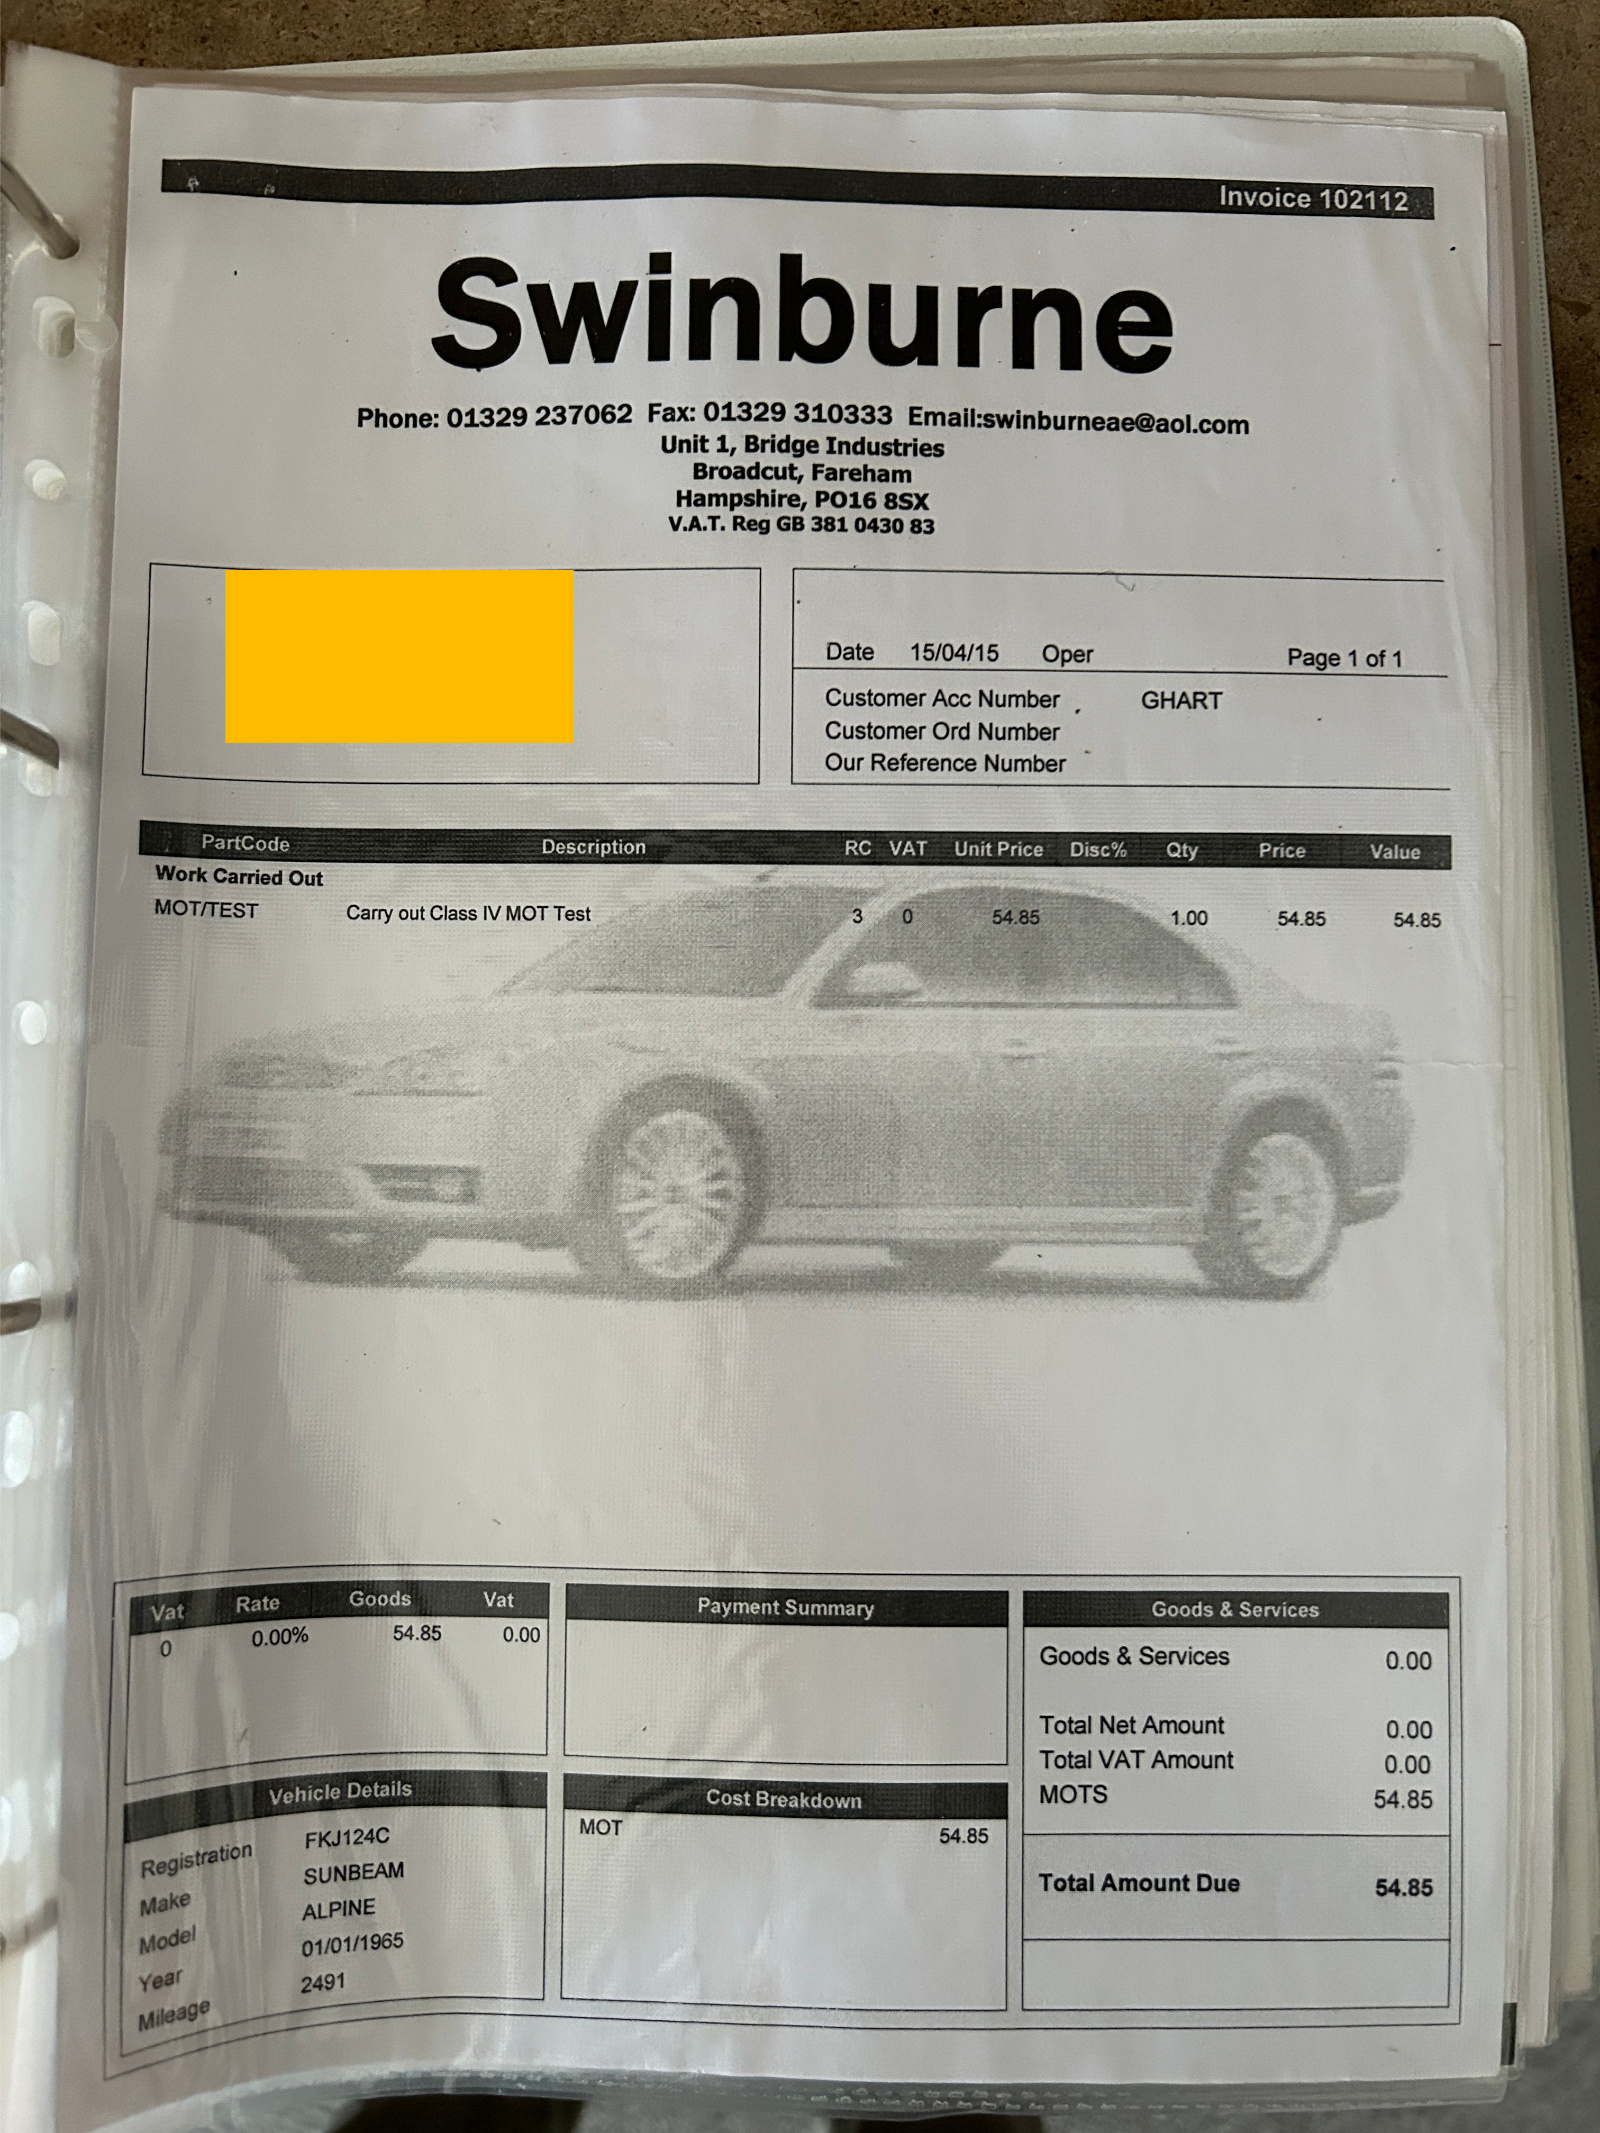 Invoice 102112
Swinburne
Phone: 01329 237062 Fax: 01329 310333 Email:swinburneae@aol.com
Unit 1, Bridge Industries
Broadcut, Fareham
Hampshire, PO16 8SX
V.A.T. Reg GB 381 0430 83
Date 15/04/15 Oper Page 1 of 1
Customer Acc Number GHART
Customer Ord Number
Our Reference Number
PartCode Description RC VAT Unit Price Disc% Qty Price Value
Work Carried Out
MOT/TEST Carry out Class IV MOT Test 3 0 54.85 1.00 54.85 54.85
Vat Rate Goods Vat
0 0.00% 54.85 0.00
Payment Summary
Goods & Services
Goods & Services 0.00
Total Net Amount 0.00
Total VAT Amount 0.00
MOTS 54.85
Total Amount Due 54.85
Vehicle Details
Registration FKJ124C
Make SUNBEAM
Model ALPINE
Year 01/01/1965
Mileage 2491
Cost Breakdown
MOT 54.85